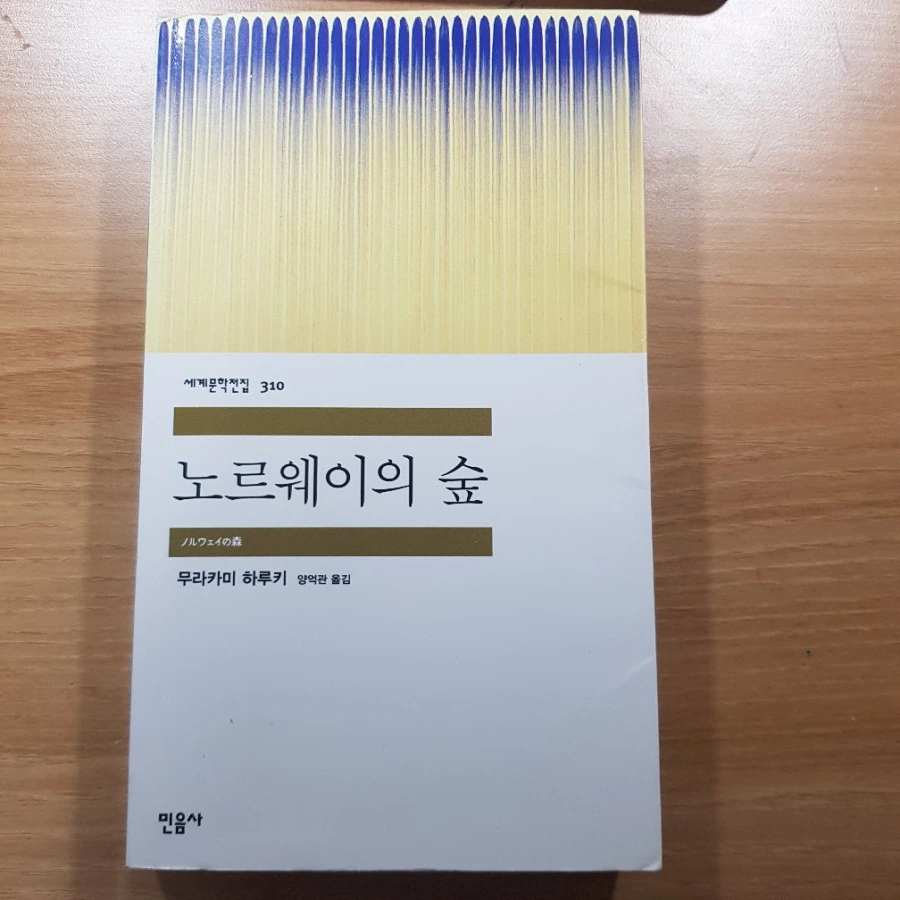 세계문학전집 310
노르웨이의 숲
ノルウェイの森
무라카미 하루키 양억관 옮김
민음사